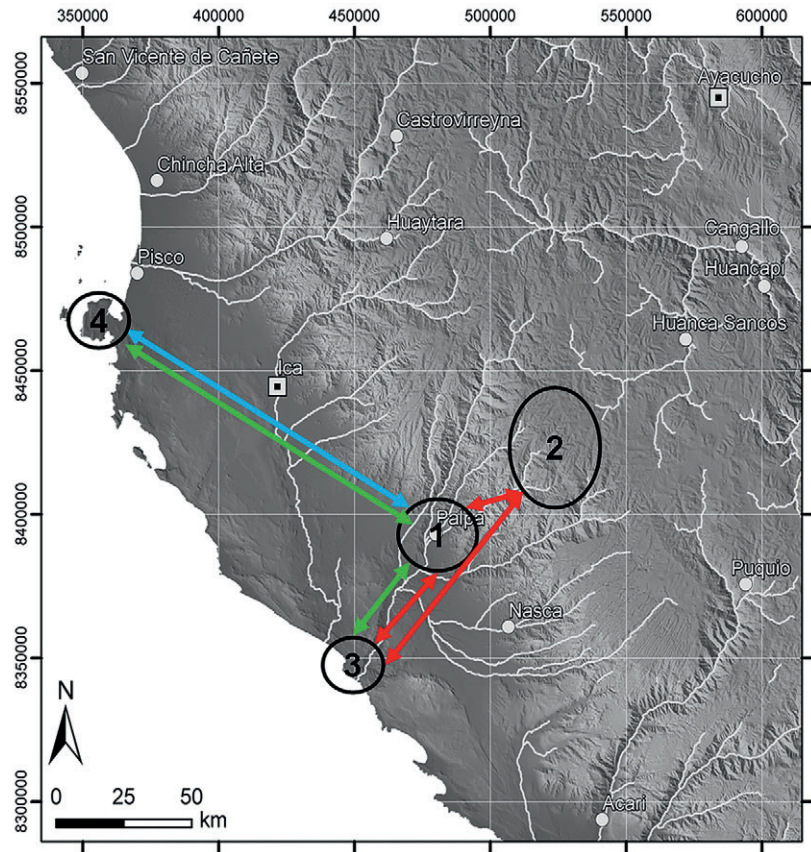 350000 400000 450000 500000 550000 600000
8550000
8500000
8450000
8400000
8350000
8300000
San Vicente de Cañete
Ayacucho
Castrovirreyna
Chincha Alta
Huaytara
Cangallo
Pisco
Huancapi
4
Huanca Sancos
Ica
2
Palpa
1
Puquio
Nasca
3
N
0 25 50
km
Acari